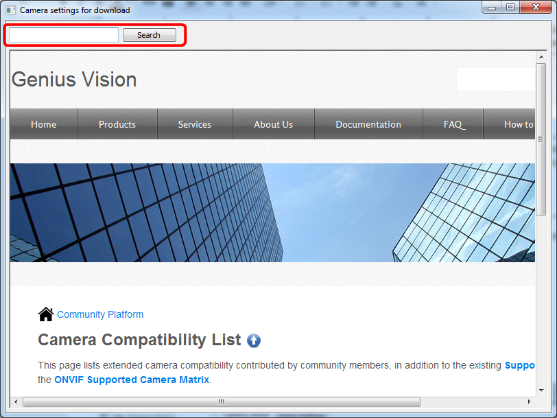 Camera settings for download
Search
Genius Vision
Home Products Services About Us Documentation FAQ How to
Community Platform
Camera Compatibility List
This page lists extended camera compatibility contributed by community members, in addition to the existing Suppo
the ONVIF Supported Camera Matrix.